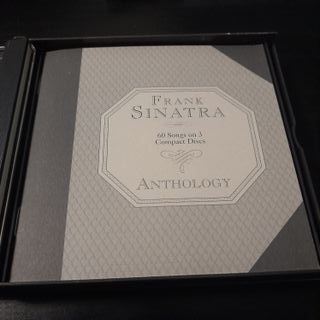 FRANK
SINATRA
60 Songs on 3
Compact Discs
ANTHOLOGY